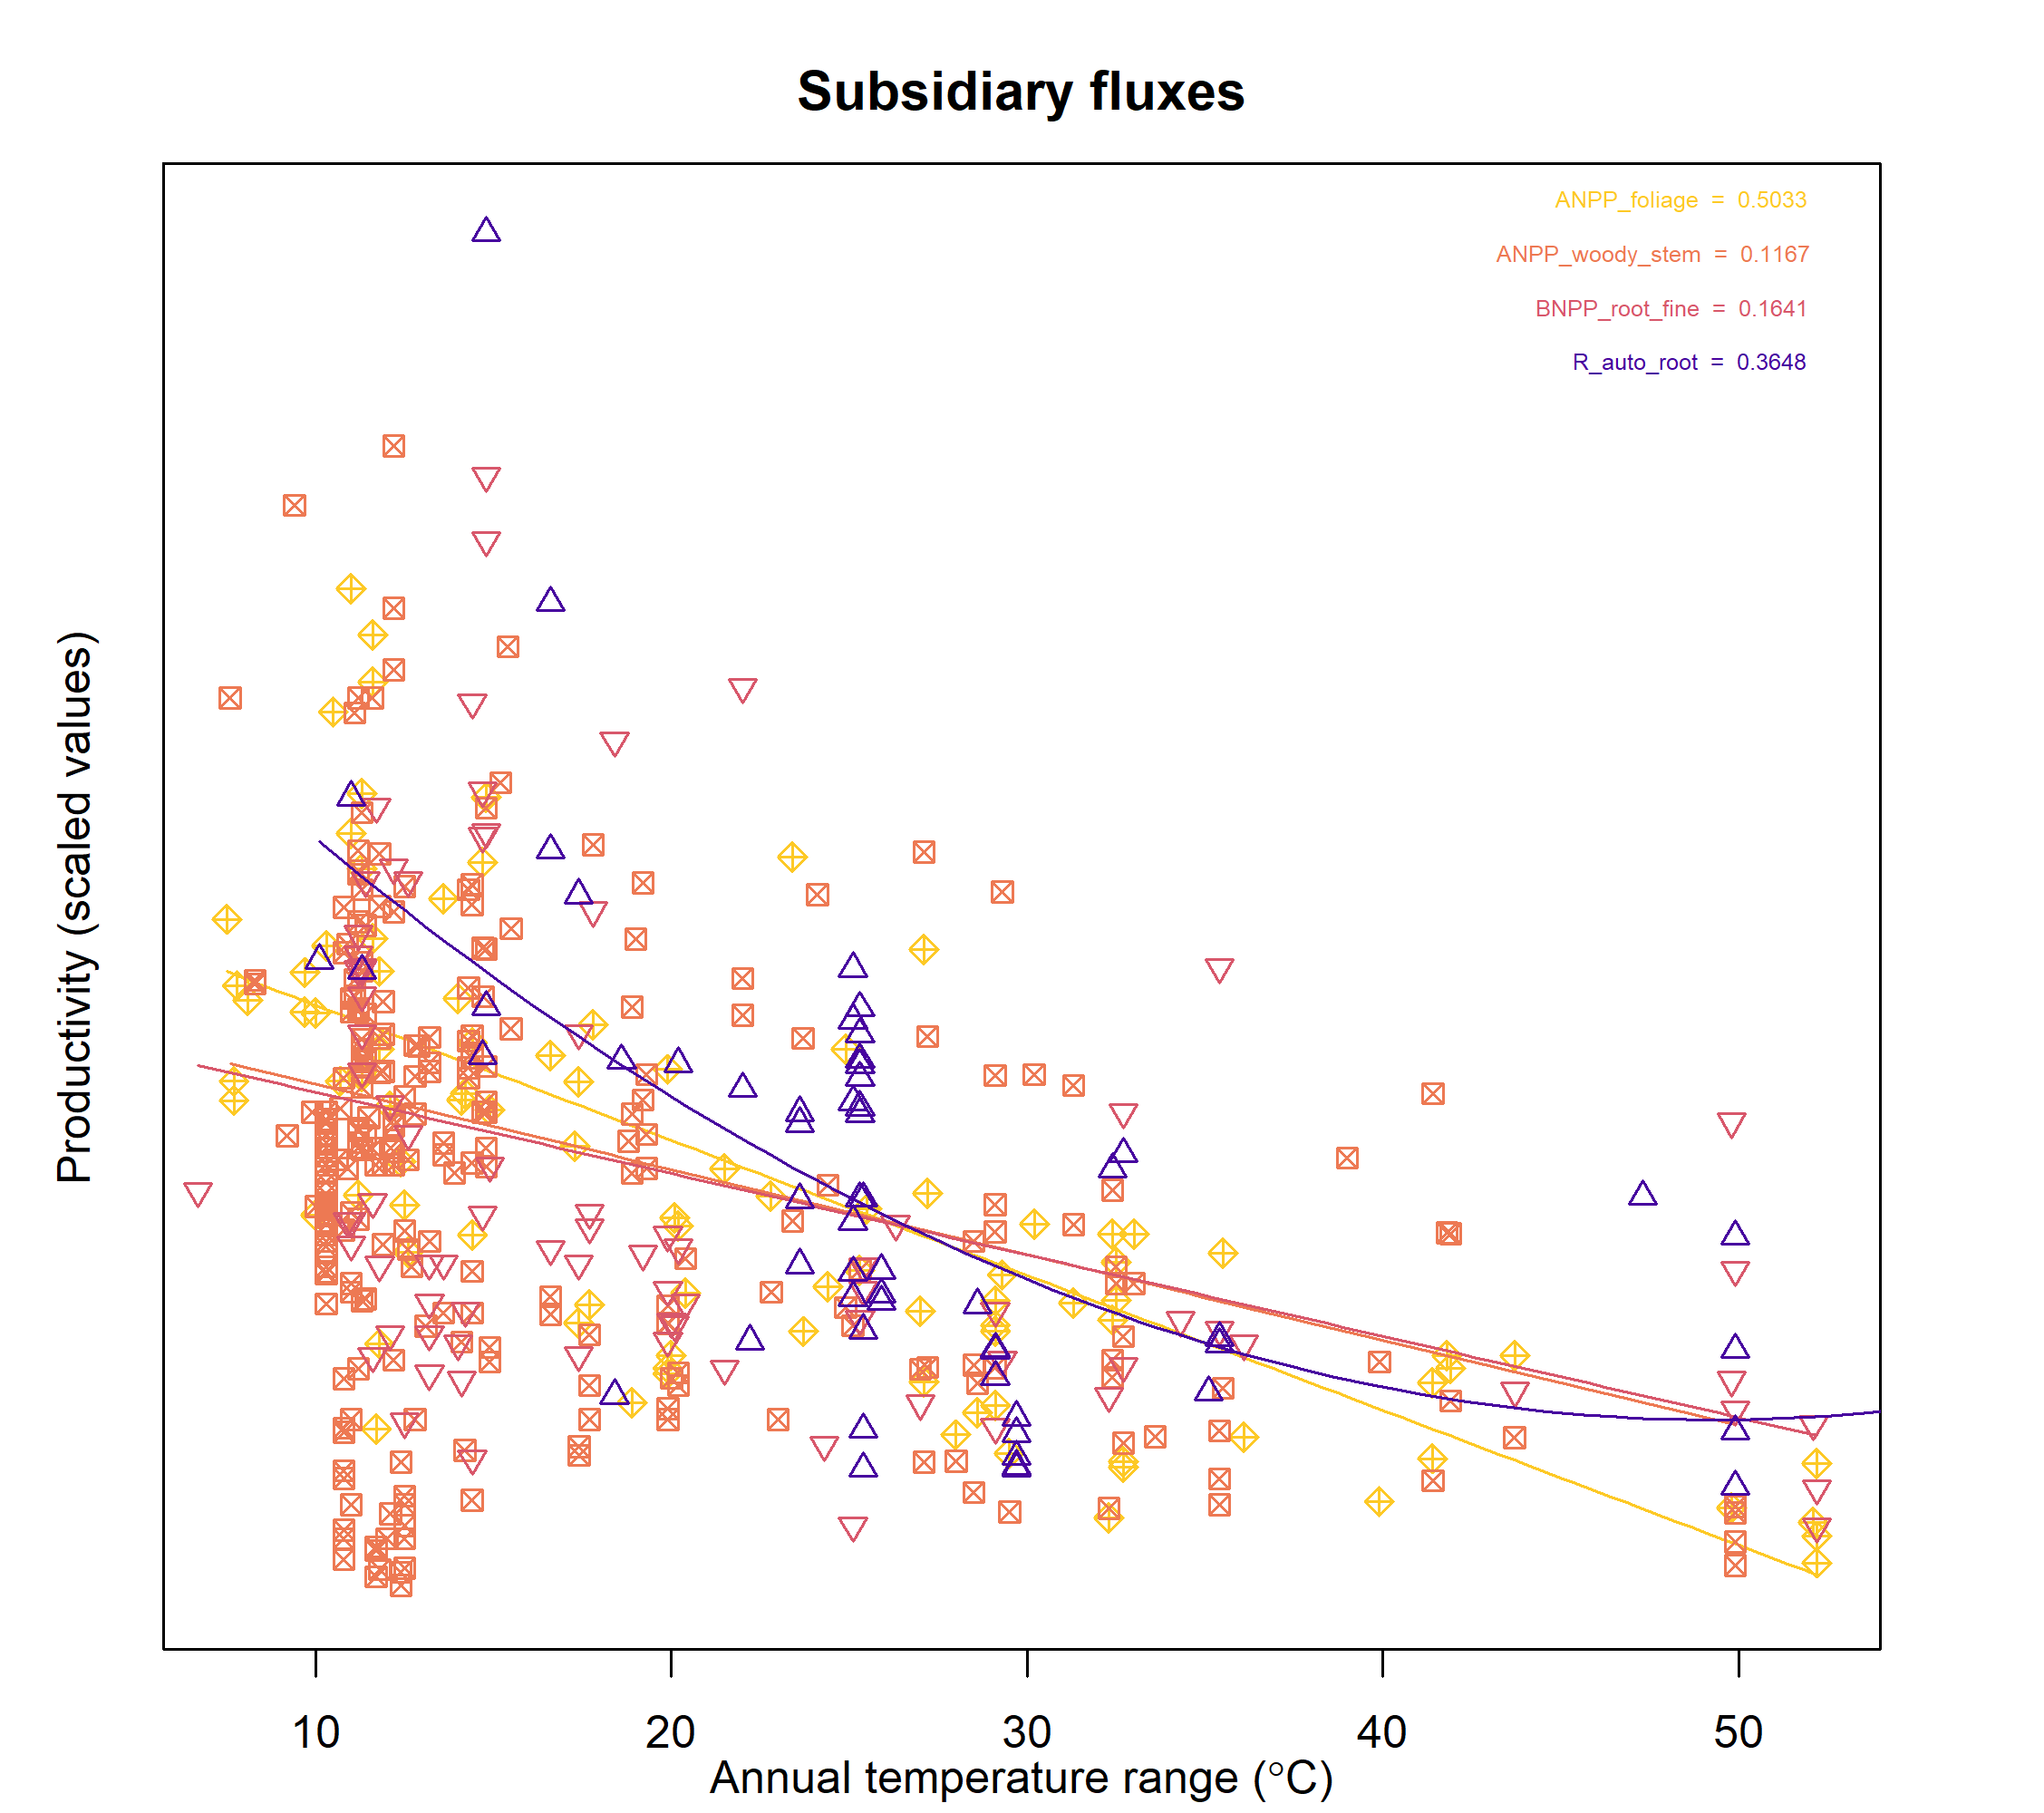 Subsidiary fluxes
ANPP_foliage = 0.5033
ANPP_woody_stem = 0.1167
BNPP_root_fine = 0.1641
R_auto_root = 0.3648
Productivity (scaled values)
10 20 30 40 50
Annual temperature range (°C)